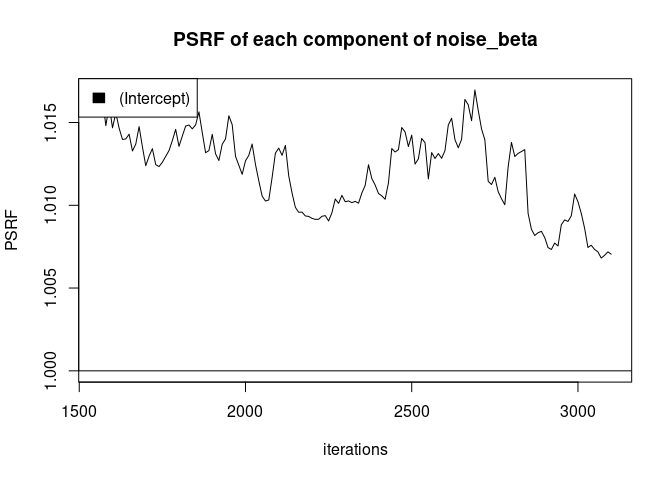 PSRF of each component of noise_beta
(Intercept)
PSRF
1.015
1.010
1.005
1.000
1500 2000 2500 3000
iterations